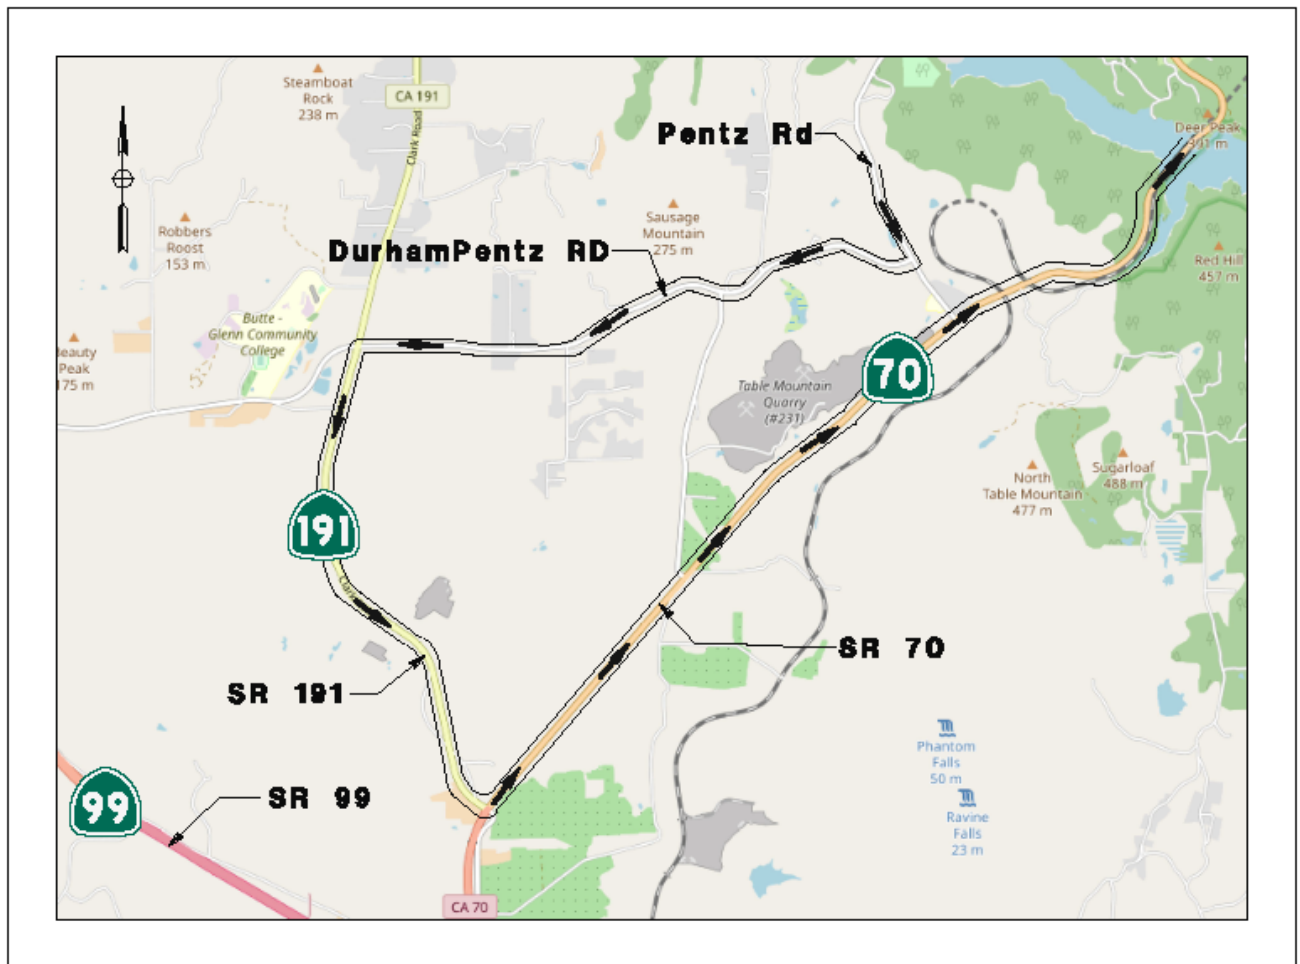 Steamboat
Rock
238 m
CA 191
Clark Road
Pentz Rd
Deer Peak
301 m
Robbers
Roost
153 m
Sausage
Mountain
275 m
DurhamPentz RD
Red Hill
457 m
Butte -
Glenn Community
College
eauty
Peak
175 m
70
Table Mountain
Quarry
(#231)
North
Table Mountain
477 m
Sugarloaf
488 m
191
Clark
SR 70
SR 191
Phantom
Falls
50 m
99
SR 99
Ravine
Falls
23 m
CA 70